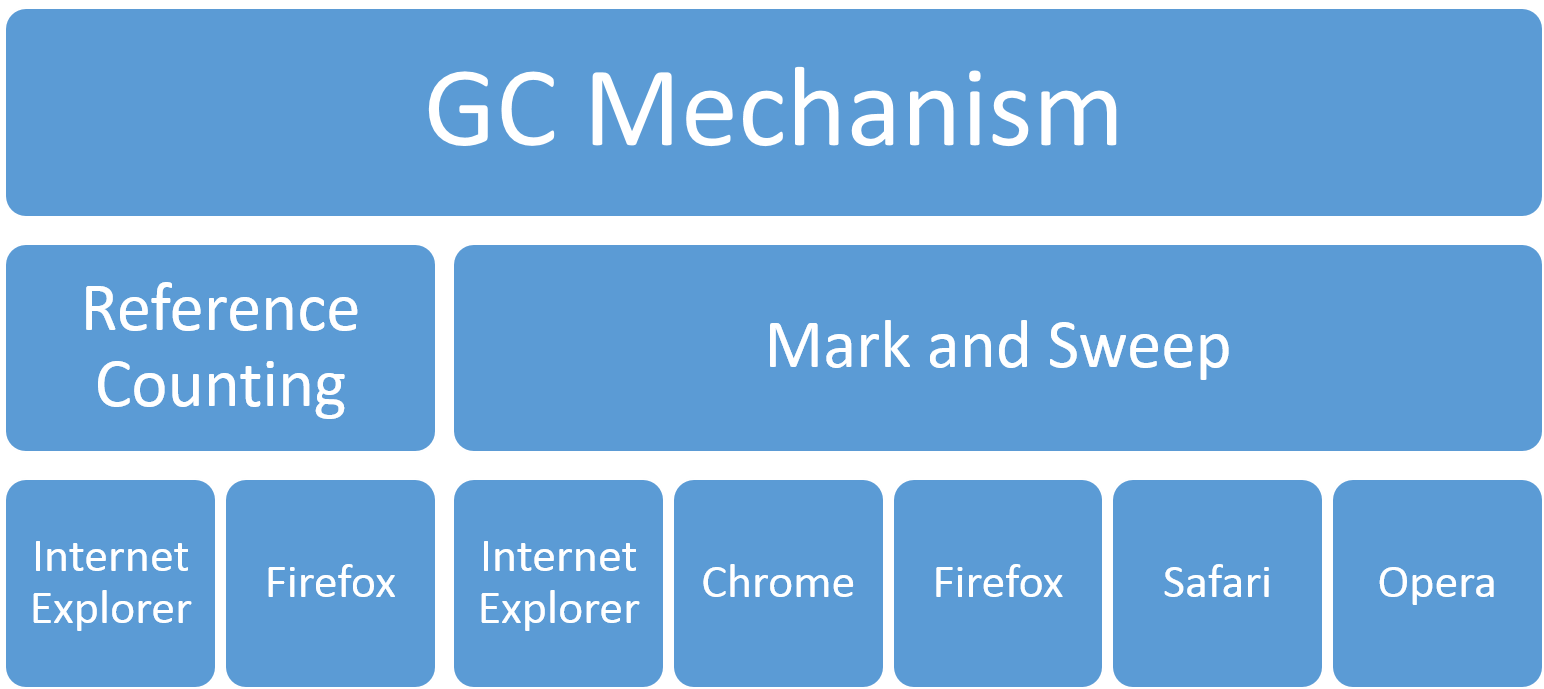 GC Mechanism
Reference
Counting
Mark and Sweep
Internet
Explorer
Firefox
Internet
Explorer
Chrome
Firefox
Safari
Opera